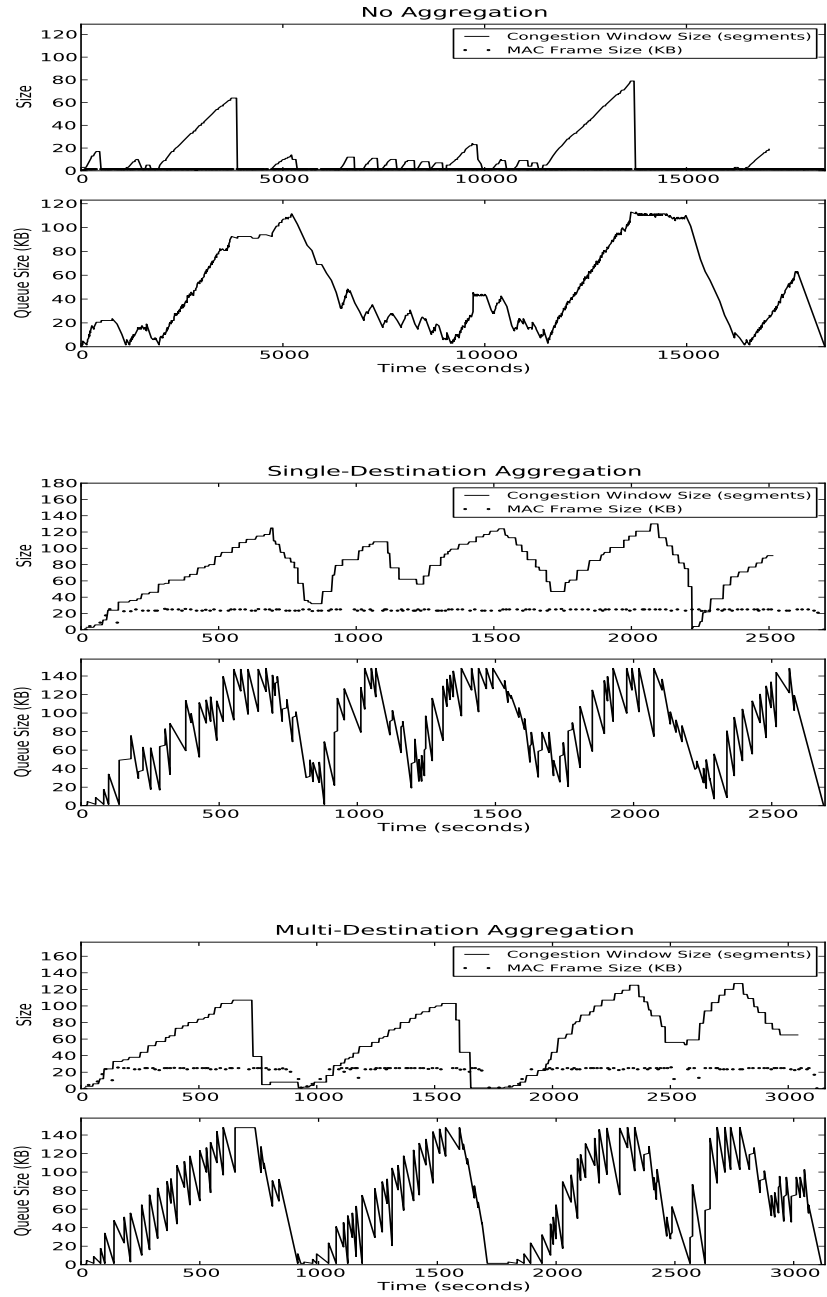 No Aggregation
120
100
80
60
40
20
0
Size
Congestion Window Size (segments)
MAC Frame Size (KB)
0 5000 10000 15000
120
100
80
60
40
20
0
Queue Size (KB)
0 5000 10000 15000
Time (seconds)
Single-Destination Aggregation
180
160
140
120
100
80
60
40
20
0
Size
Congestion Window Size (segments)
MAC Frame Size (KB)
0 500 1000 1500 2000 2500
140
120
100
80
60
40
20
0
Queue Size (KB)
0 500 1000 1500 2000 2500
Time (seconds)
Multi-Destination Aggregation
160
140
120
100
80
60
40
20
0
Size
Congestion Window Size (segments)
MAC Frame Size (KB)
0 500 1000 1500 2000 2500 3000
140
120
100
80
60
40
20
0
Queue Size (KB)
0 500 1000 1500 2000 2500 3000
Time (seconds)